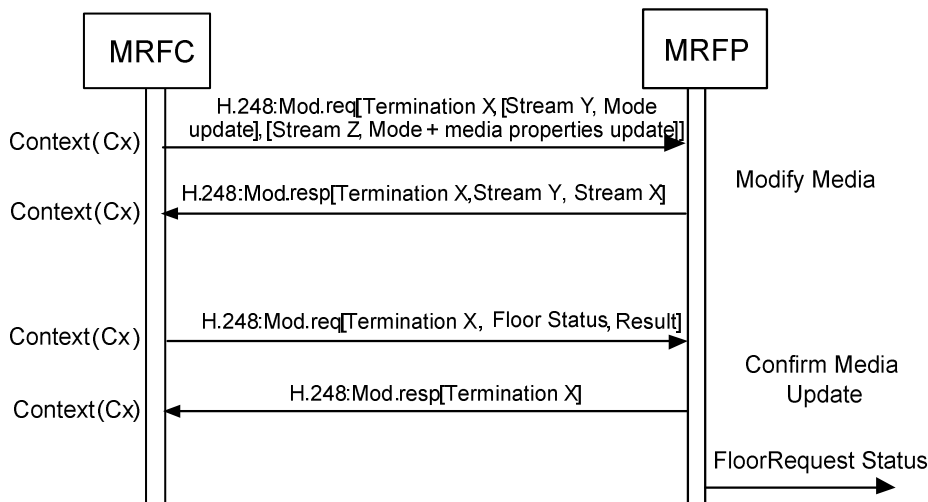 MRFC
MRFP
H.248:Mod.req[Termination X, [Stream Y, Mode
update], [Stream Z, Mode + media properties update]]
Context(Cx)
Modify Media
H.248:Mod.resp[Termination X,Stream Y, Stream X]
Context(Cx)
H.248:Mod.req[Termination X, Floor Status, Result]
Context(Cx)
Confirm Media
Update
H.248:Mod.resp[Termination X]
Context(Cx)
FloorRequest Status